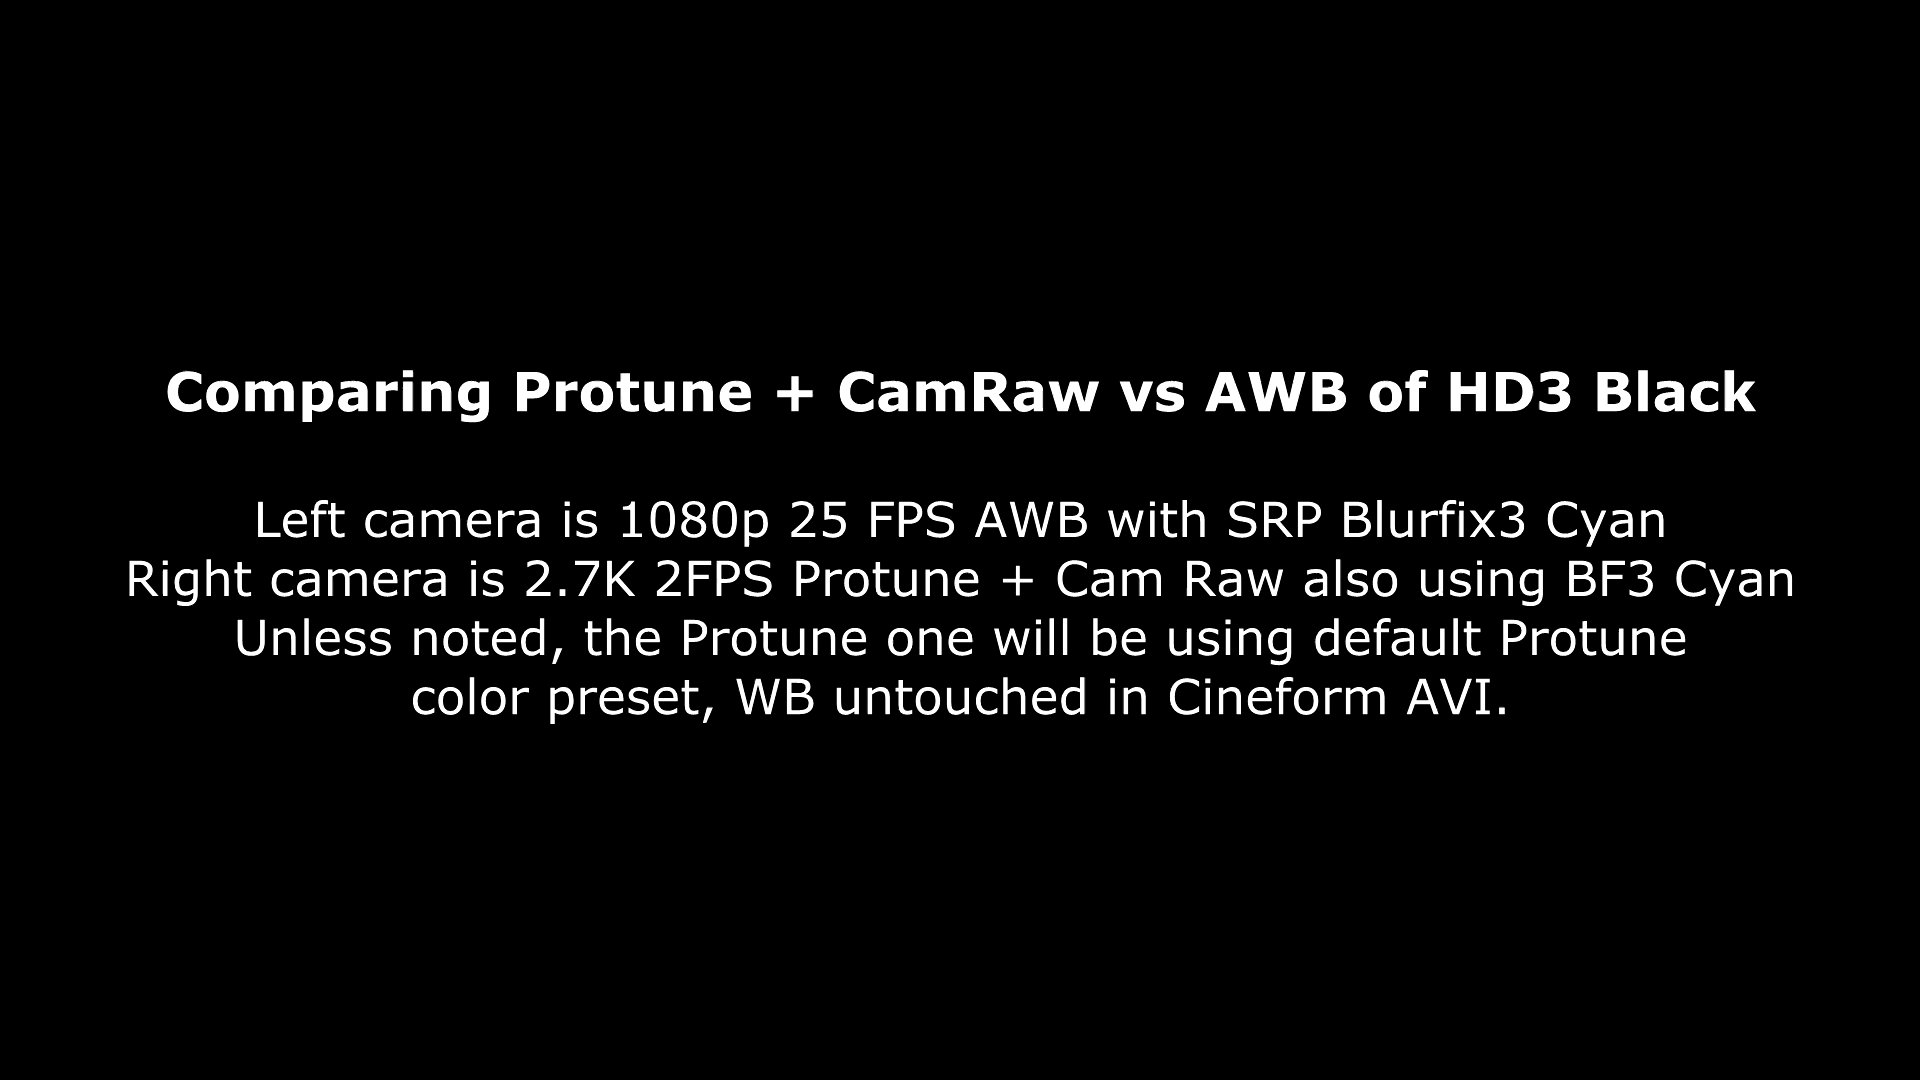 Comparing Protune + CamRaw vs AWB of HD3 Black
Left camera is 1080p 25 FPS AWB with SRP Blurfix3 Cyan
Right camera is 2.7K 2FPS Protune + Cam Raw also using BF3 Cyan
Unless noted, the Protune one will be using default Protune
color preset, WB untouched in Cineform AVI.